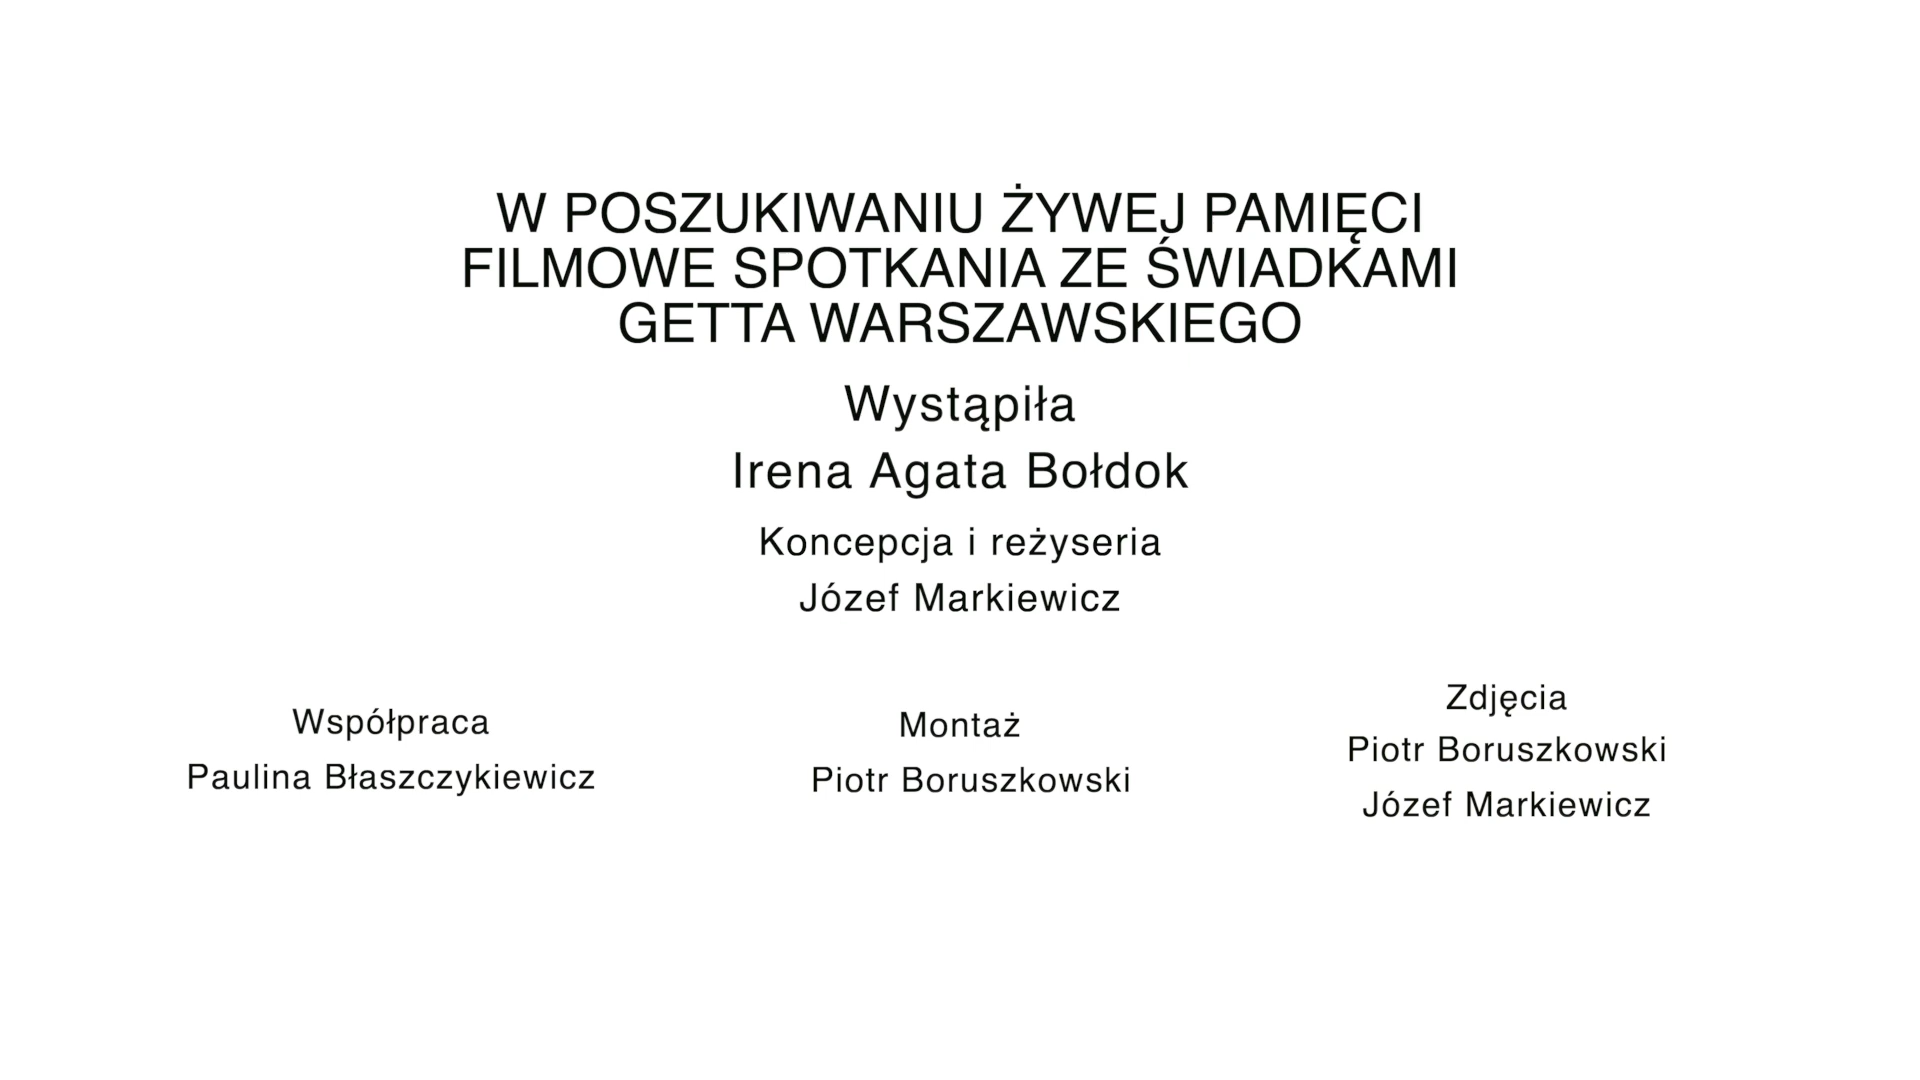 W POSZUKIWANIU ŻYWEJ PAMIĘCI
FILMOWE SPOTKANIA ZE ŚWIADKAMI
GETTA WARSZAWSKIEGO
Wystąpiła
Irena Agata Bołdok
Koncepcja i reżyseria
Józef Markiewicz
Współpraca
Paulina Błaszczykiewicz
Montaż
Piotr Boruszkowski
Zdjęcia
Piotr Boruszkowski
Józef Markiewicz